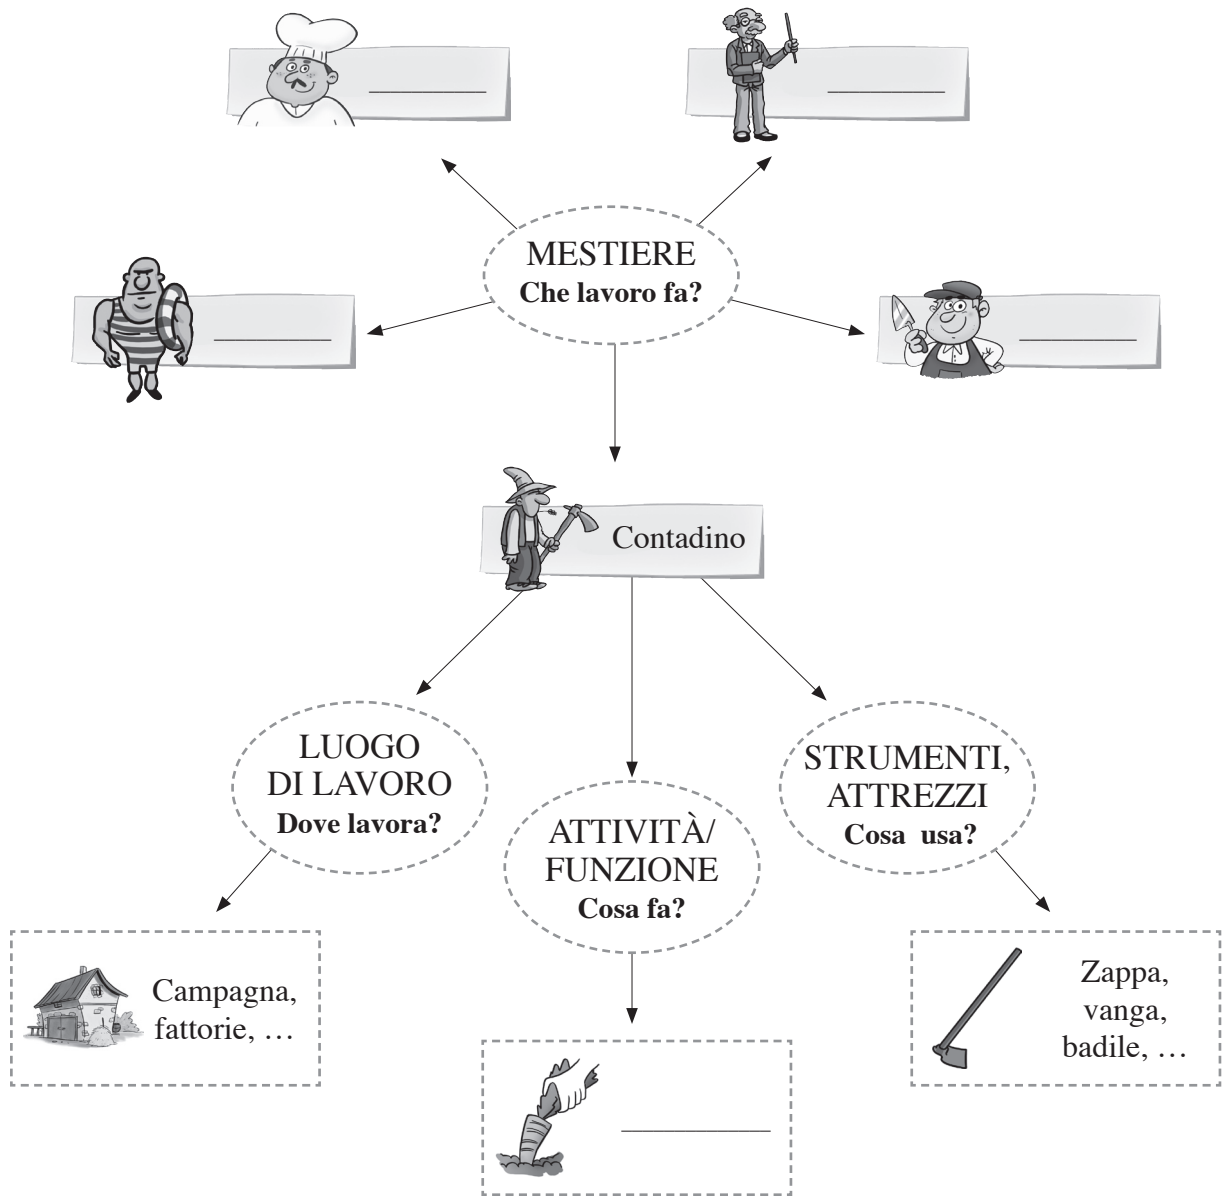 MESTIERE
Che lavoro fa?
Contadino
LUOGO
DI LAVORO
Dove lavora?
ATTIVITÀ/
FUNZIONE
Cosa fa?
STRUMENTI,
ATTREZZI
Cosa usa?
Campagna,
fattorie, …
Zappa,
vanga,
badile, …